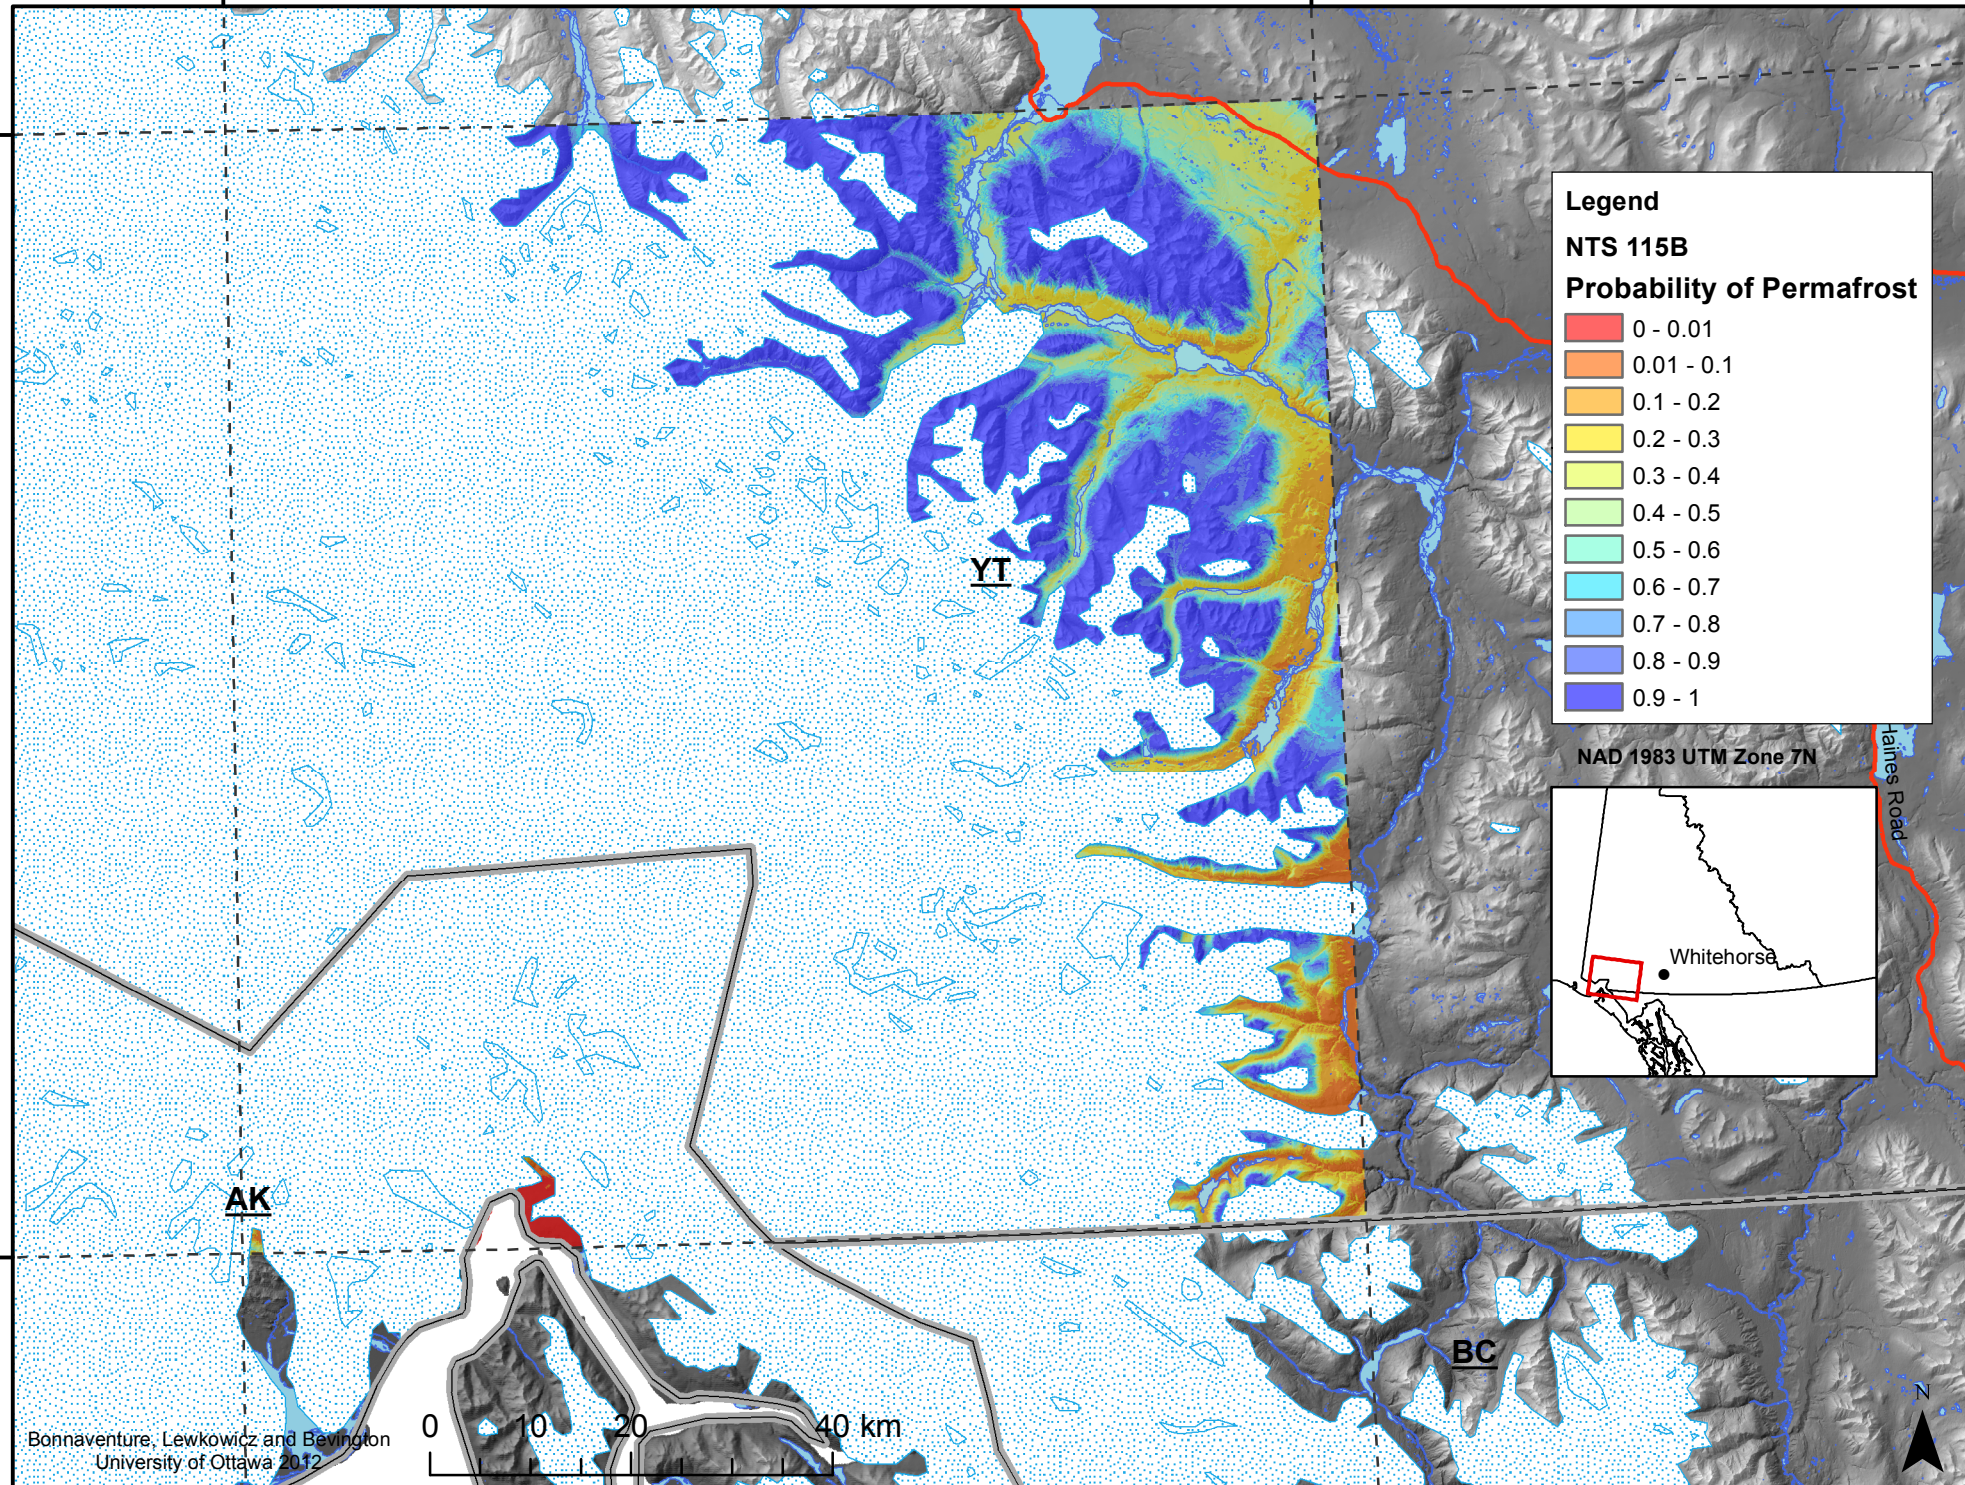 Legend
NTS 115B
Probability of Permafrost
0 - 0.01
0.01 - 0.1
0.1 - 0.2
0.2 - 0.3
0.3 - 0.4
0.4 - 0.5
0.5 - 0.6
0.6 - 0.7
0.7 - 0.8
0.8 - 0.9
0.9 - 1
YT
NAD 1983 UTM Zone 7N
Haines Road
Whitehorse
AK
BC
N
0 10 20 40 km
Bonnaventure, Lewkowicz and Bevington
University of Ottawa 2012